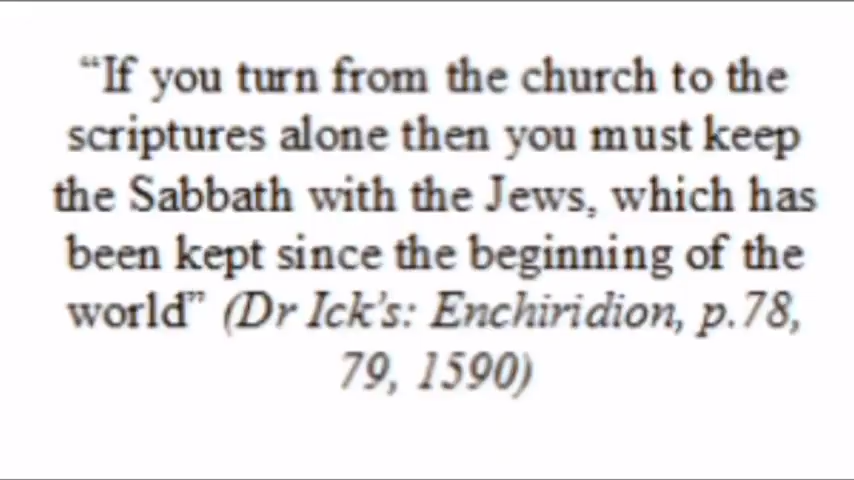 “If you turn from the church to the
scriptures alone then you must keep
the Sabbath with the Jews, which has
been kept since the beginning of the
world” (Dr Ick’s: Enchiridion, p.78,
79, 1590)